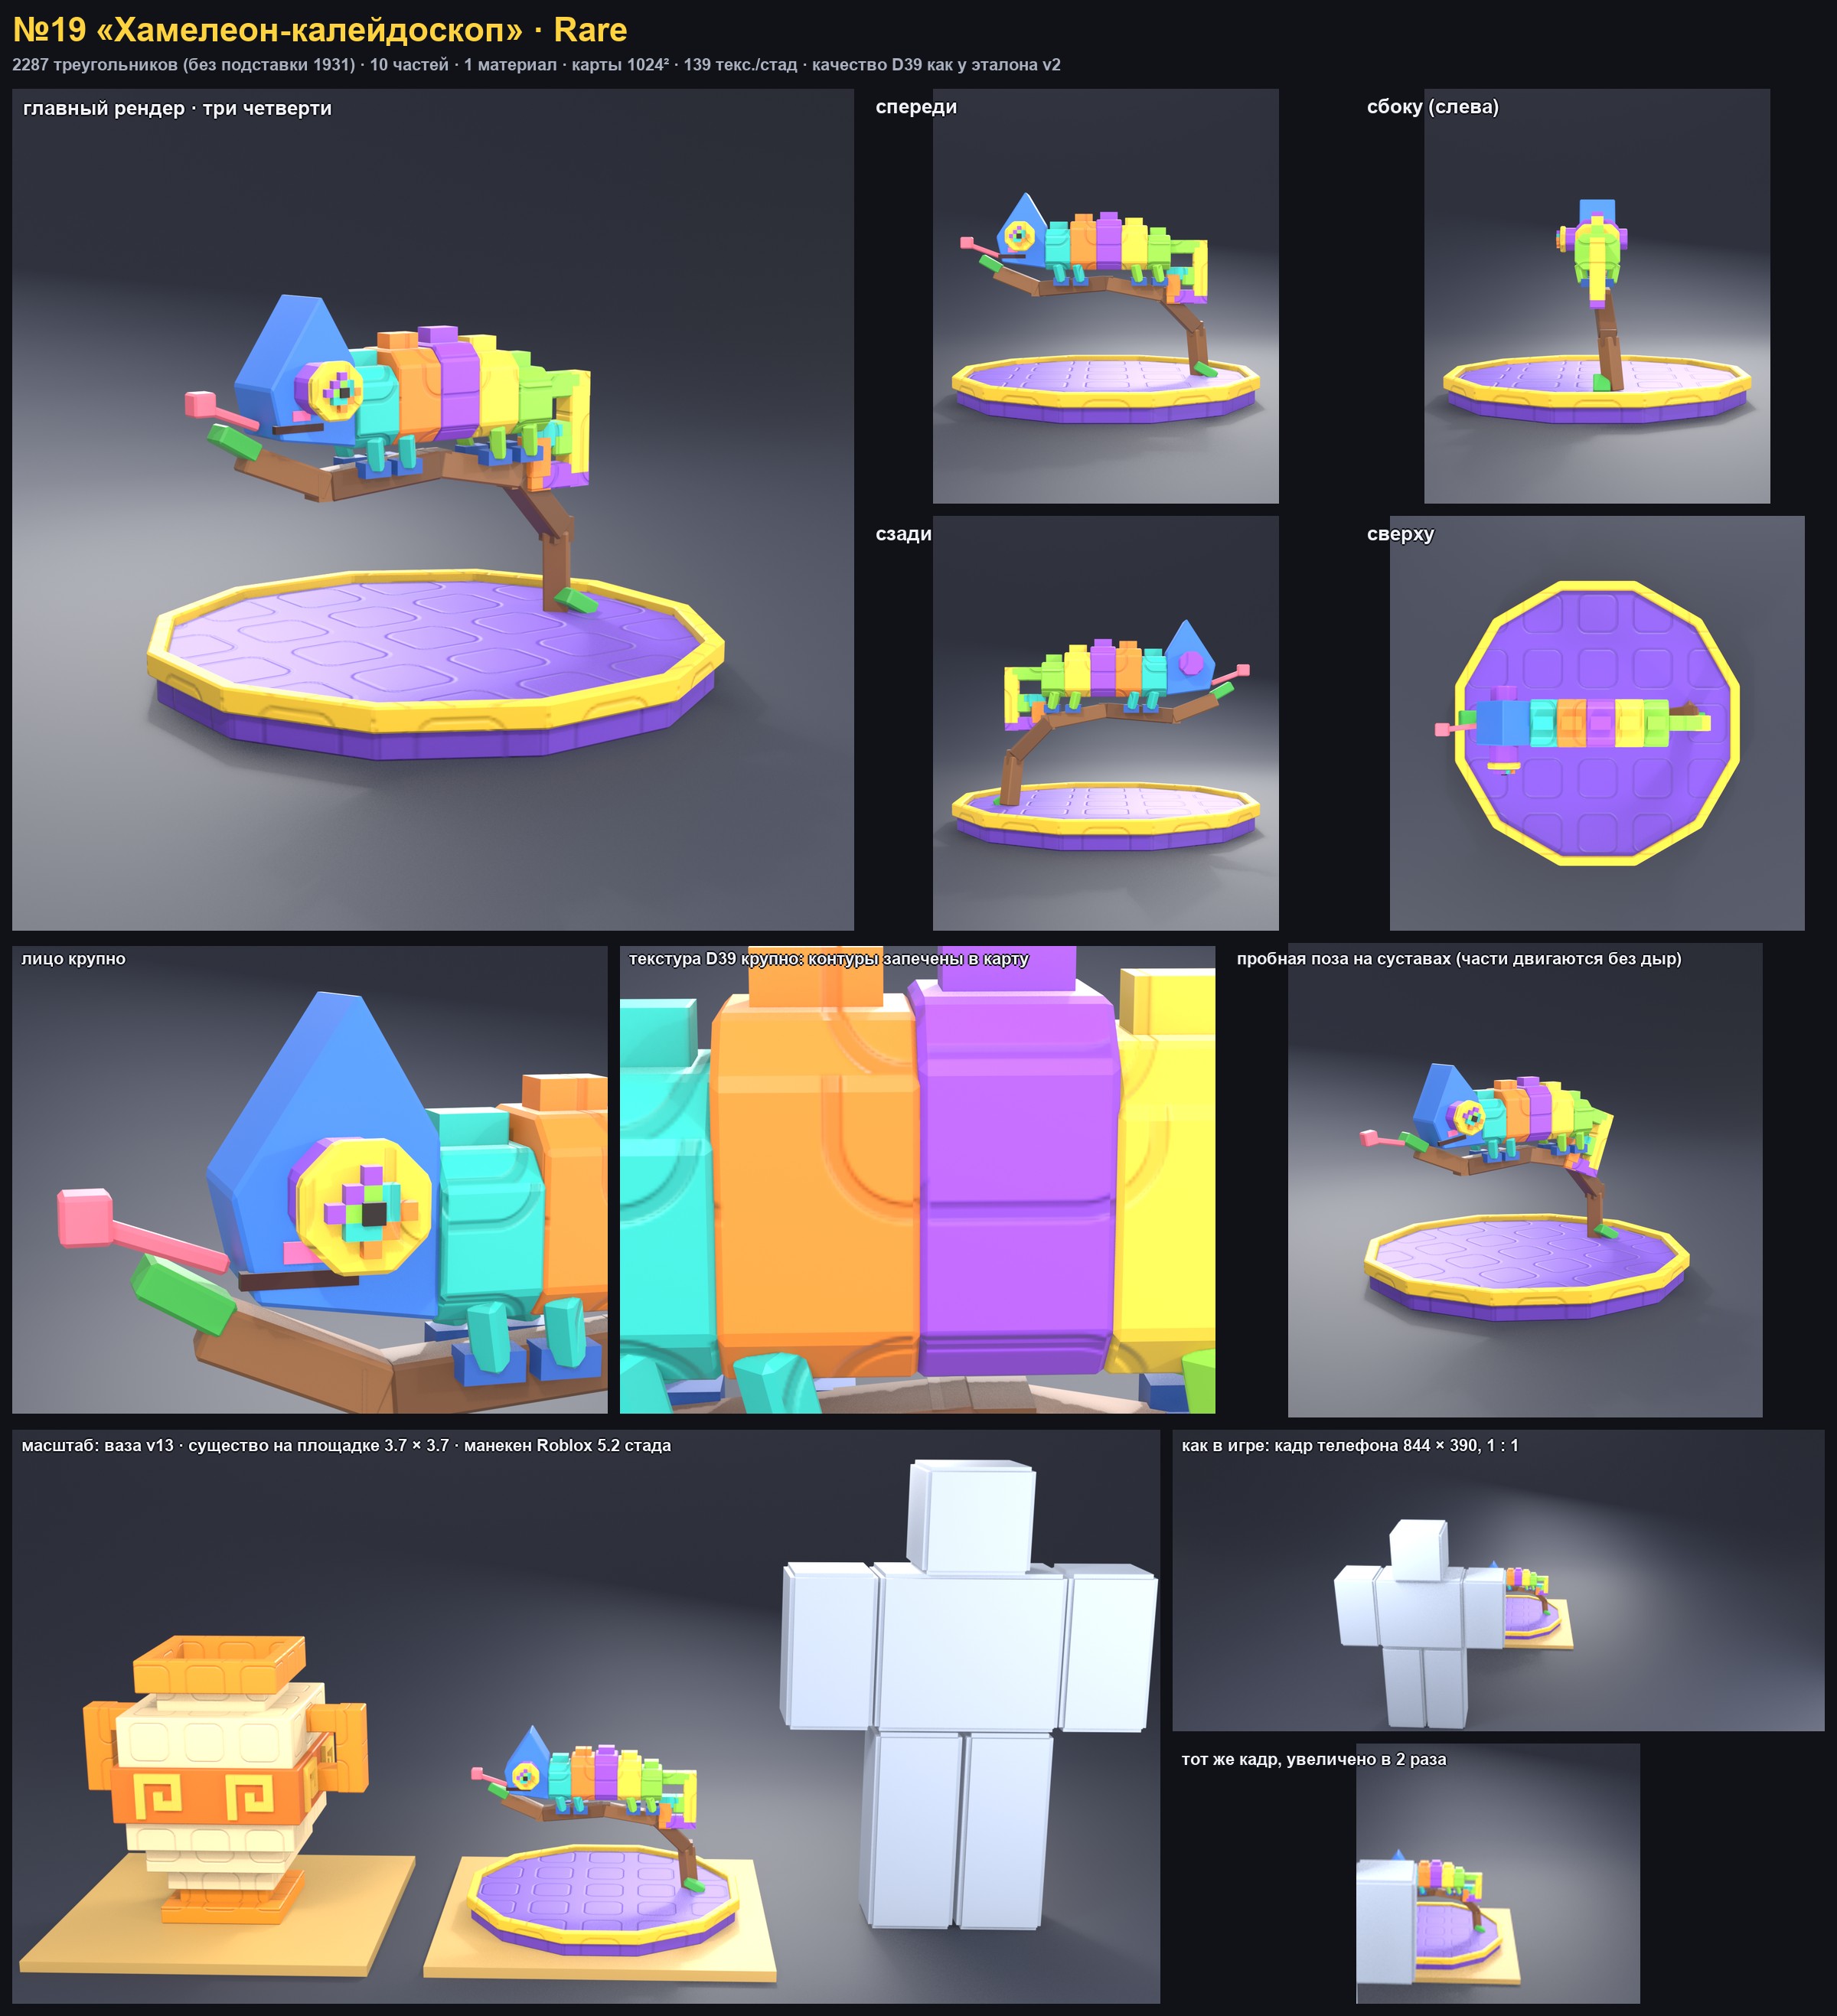 №19 «Хамелеон-калейдоскоп» · Rare
2287 треугольников (без подставки 1931) · 10 частей · 1 материал · карты 1024² · 139 текс./стад · качество D39 как у эталона v2
главный рендер · три четверти
спереди
сбоку (слева)
сзади
сверху
лицо крупно
текстура D39 крупно: контуры запечены в карту
пробная поза на суставах (части двигаются без дыр)
масштаб: ваза v13 · существо на площадке 3.7 × 3.7 · манекен Roblox 5.2 стада
как в игре: кадр телефона 844 × 390, 1 : 1
тот же кадр, увеличено в 2 раза